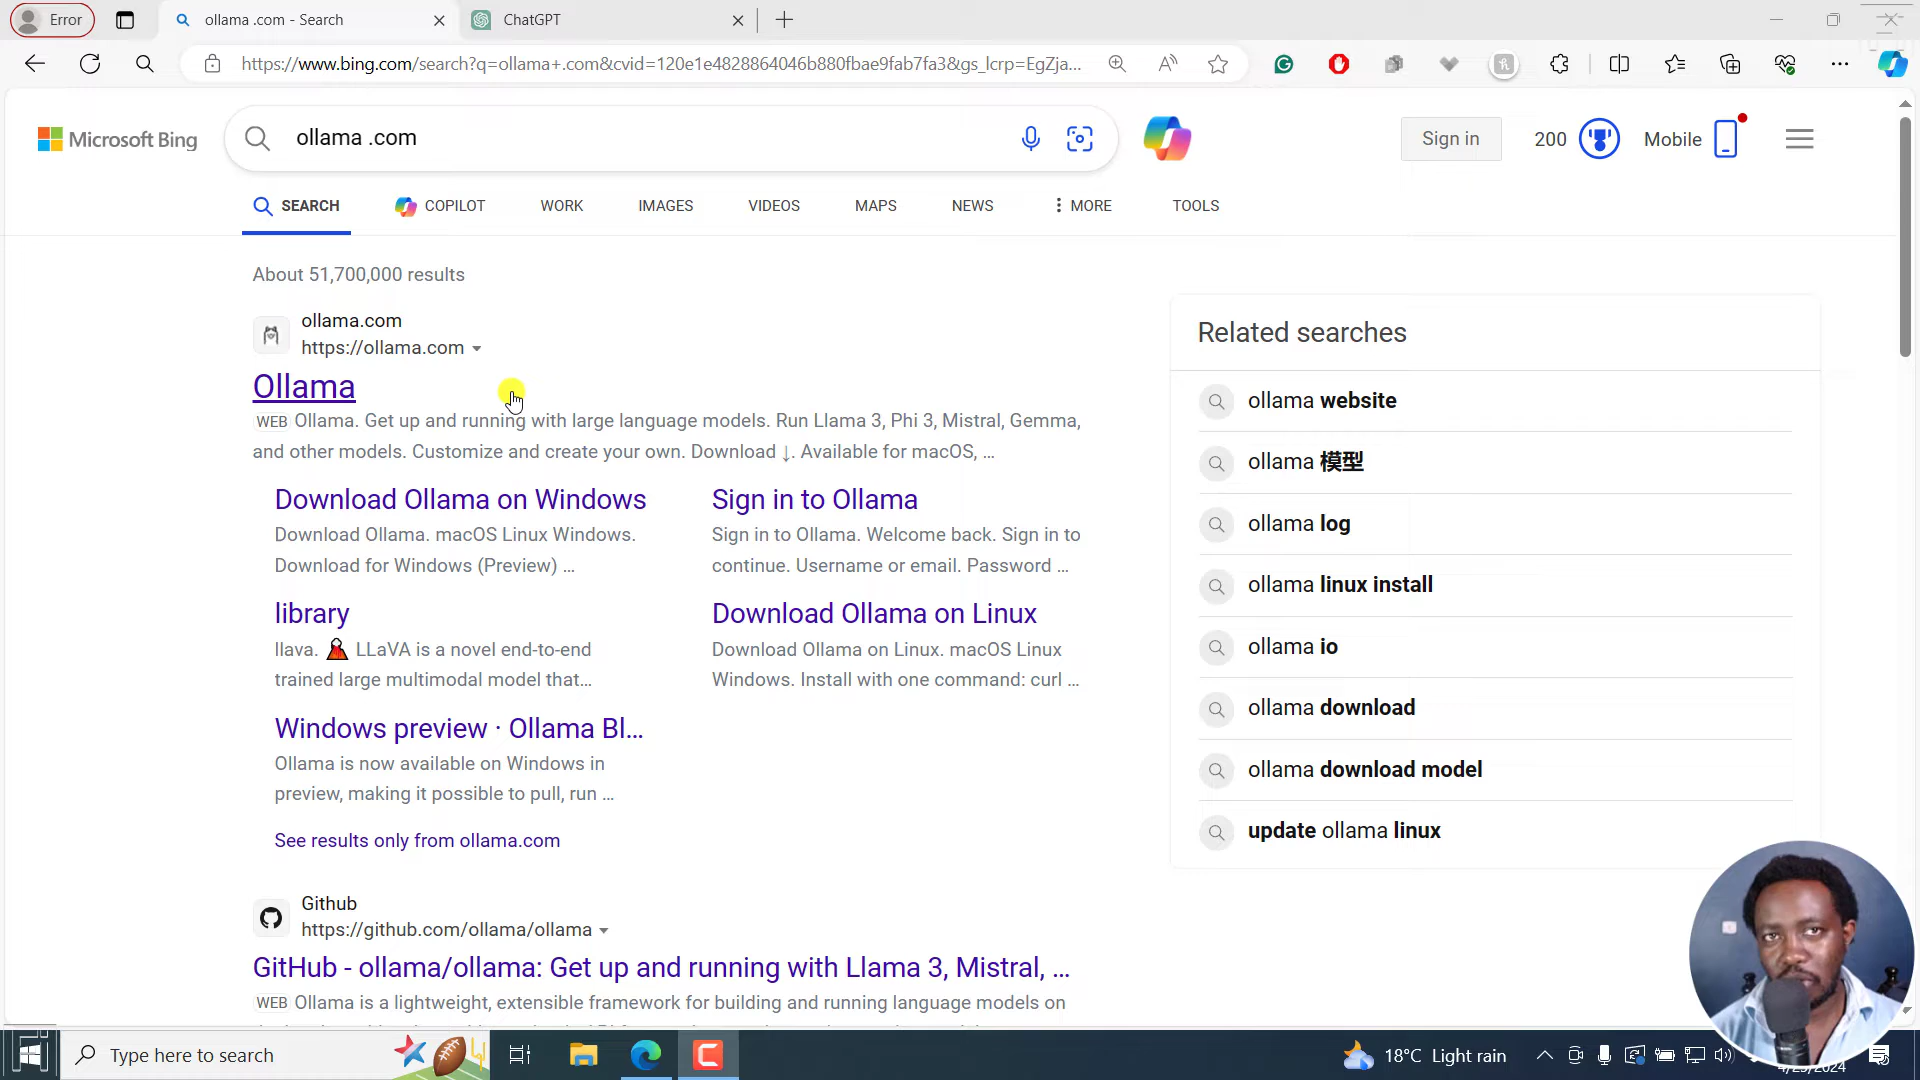 Error
ollama .com - Search
ChatGPT
https://www.bing.com/search?q=ollama+.com&cvid=120e1e4828864046b880fbae9fab7fa3&gs_lcrp=EgZja...
Microsoft Bing
ollama .com
Sign in
200
Mobile
SEARCH
COPILOT
WORK
IMAGES
VIDEOS
MAPS
NEWS
MORE
TOOLS
About 51,700,000 results
ollama.com
https://ollama.com
Ollama
WEB Ollama. Get up and running with large language models. Run Llama 3, Phi 3, Mistral, Gemma,
and other models. Customize and create your own. Download ↓. Available for macOS, ...
Download Ollama on Windows
Download Ollama. macOS Linux Windows.
Download for Windows (Preview) ...
Sign in to Ollama
Sign in to Ollama. Welcome back. Sign in to
continue. Username or email. Password ...
library
llava. 🌋 LLaVA is a novel end-to-end
trained large multimodal model that...
Download Ollama on Linux
Download Ollama on Linux. macOS Linux
Windows. Install with one command: curl ...
Windows preview · Ollama Bl...
Ollama is now available on Windows in
preview, making it possible to pull, run ...
See results only from ollama.com
Github
https://github.com/ollama/ollama
GitHub - ollama/ollama: Get up and running with Llama 3, Mistral, ...
WEB Ollama is a lightweight, extensible framework for building and running language models on
Related searches
ollama website
ollama 模型
ollama log
ollama linux install
ollama io
ollama download
ollama download model
update ollama linux
Type here to search
18°C Light rain
4/25/2024